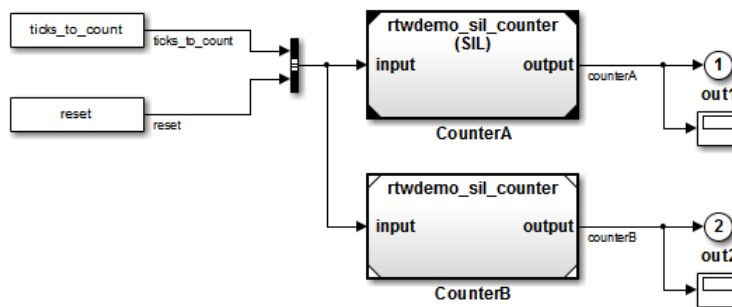 ticks_to_count
ticks_to_count
reset
reset
rtwdemo_sil_counter
(SIL)
input
output
CounterA
counterA
1
out1
rtwdemo_sil_counter
input
output
CounterB
counterB
2
out2